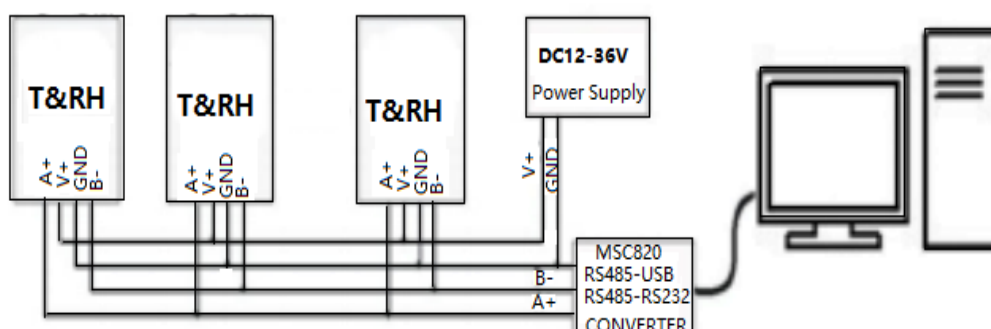 T&RH
A+
V+
GND
B-
T&RH
A+
V+
GND
B-
T&RH
A+
V+
GND
B-
DC12-36V
Power Supply
V+
GND
B-
A+
MSC820
RS485-USB
RS485-RS232
CONVERTER